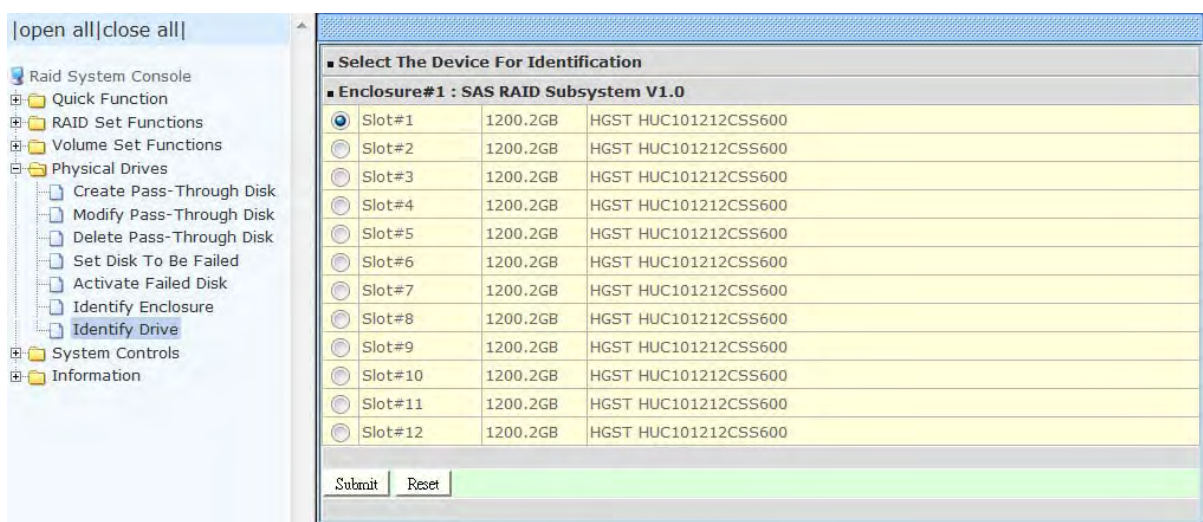 |open all|close all|
Raid System Console
Quick Function
RAID Set Functions
Volume Set Functions
Physical Drives
Create Pass-Through Disk
Modify Pass-Through Disk
Delete Pass-Through Disk
Set Disk To Be Failed
Activate Failed Disk
Identify Enclosure
Identify Drive
System Controls
Information
Select The Device For Identification
Enclosure#1 : SAS RAID Subsystem V1.0
Slot#1 1200.2GB HGST HUC101212CSS600
Slot#2 1200.2GB HGST HUC101212CSS600
Slot#3 1200.2GB HGST HUC101212CSS600
Slot#4 1200.2GB HGST HUC101212CSS600
Slot#5 1200.2GB HGST HUC101212CSS600
Slot#6 1200.2GB HGST HUC101212CSS600
Slot#7 1200.2GB HGST HUC101212CSS600
Slot#8 1200.2GB HGST HUC101212CSS600
Slot#9 1200.2GB HGST HUC101212CSS600
Slot#10 1200.2GB HGST HUC101212CSS600
Slot#11 1200.2GB HGST HUC101212CSS600
Slot#12 1200.2GB HGST HUC101212CSS600
Submit Reset